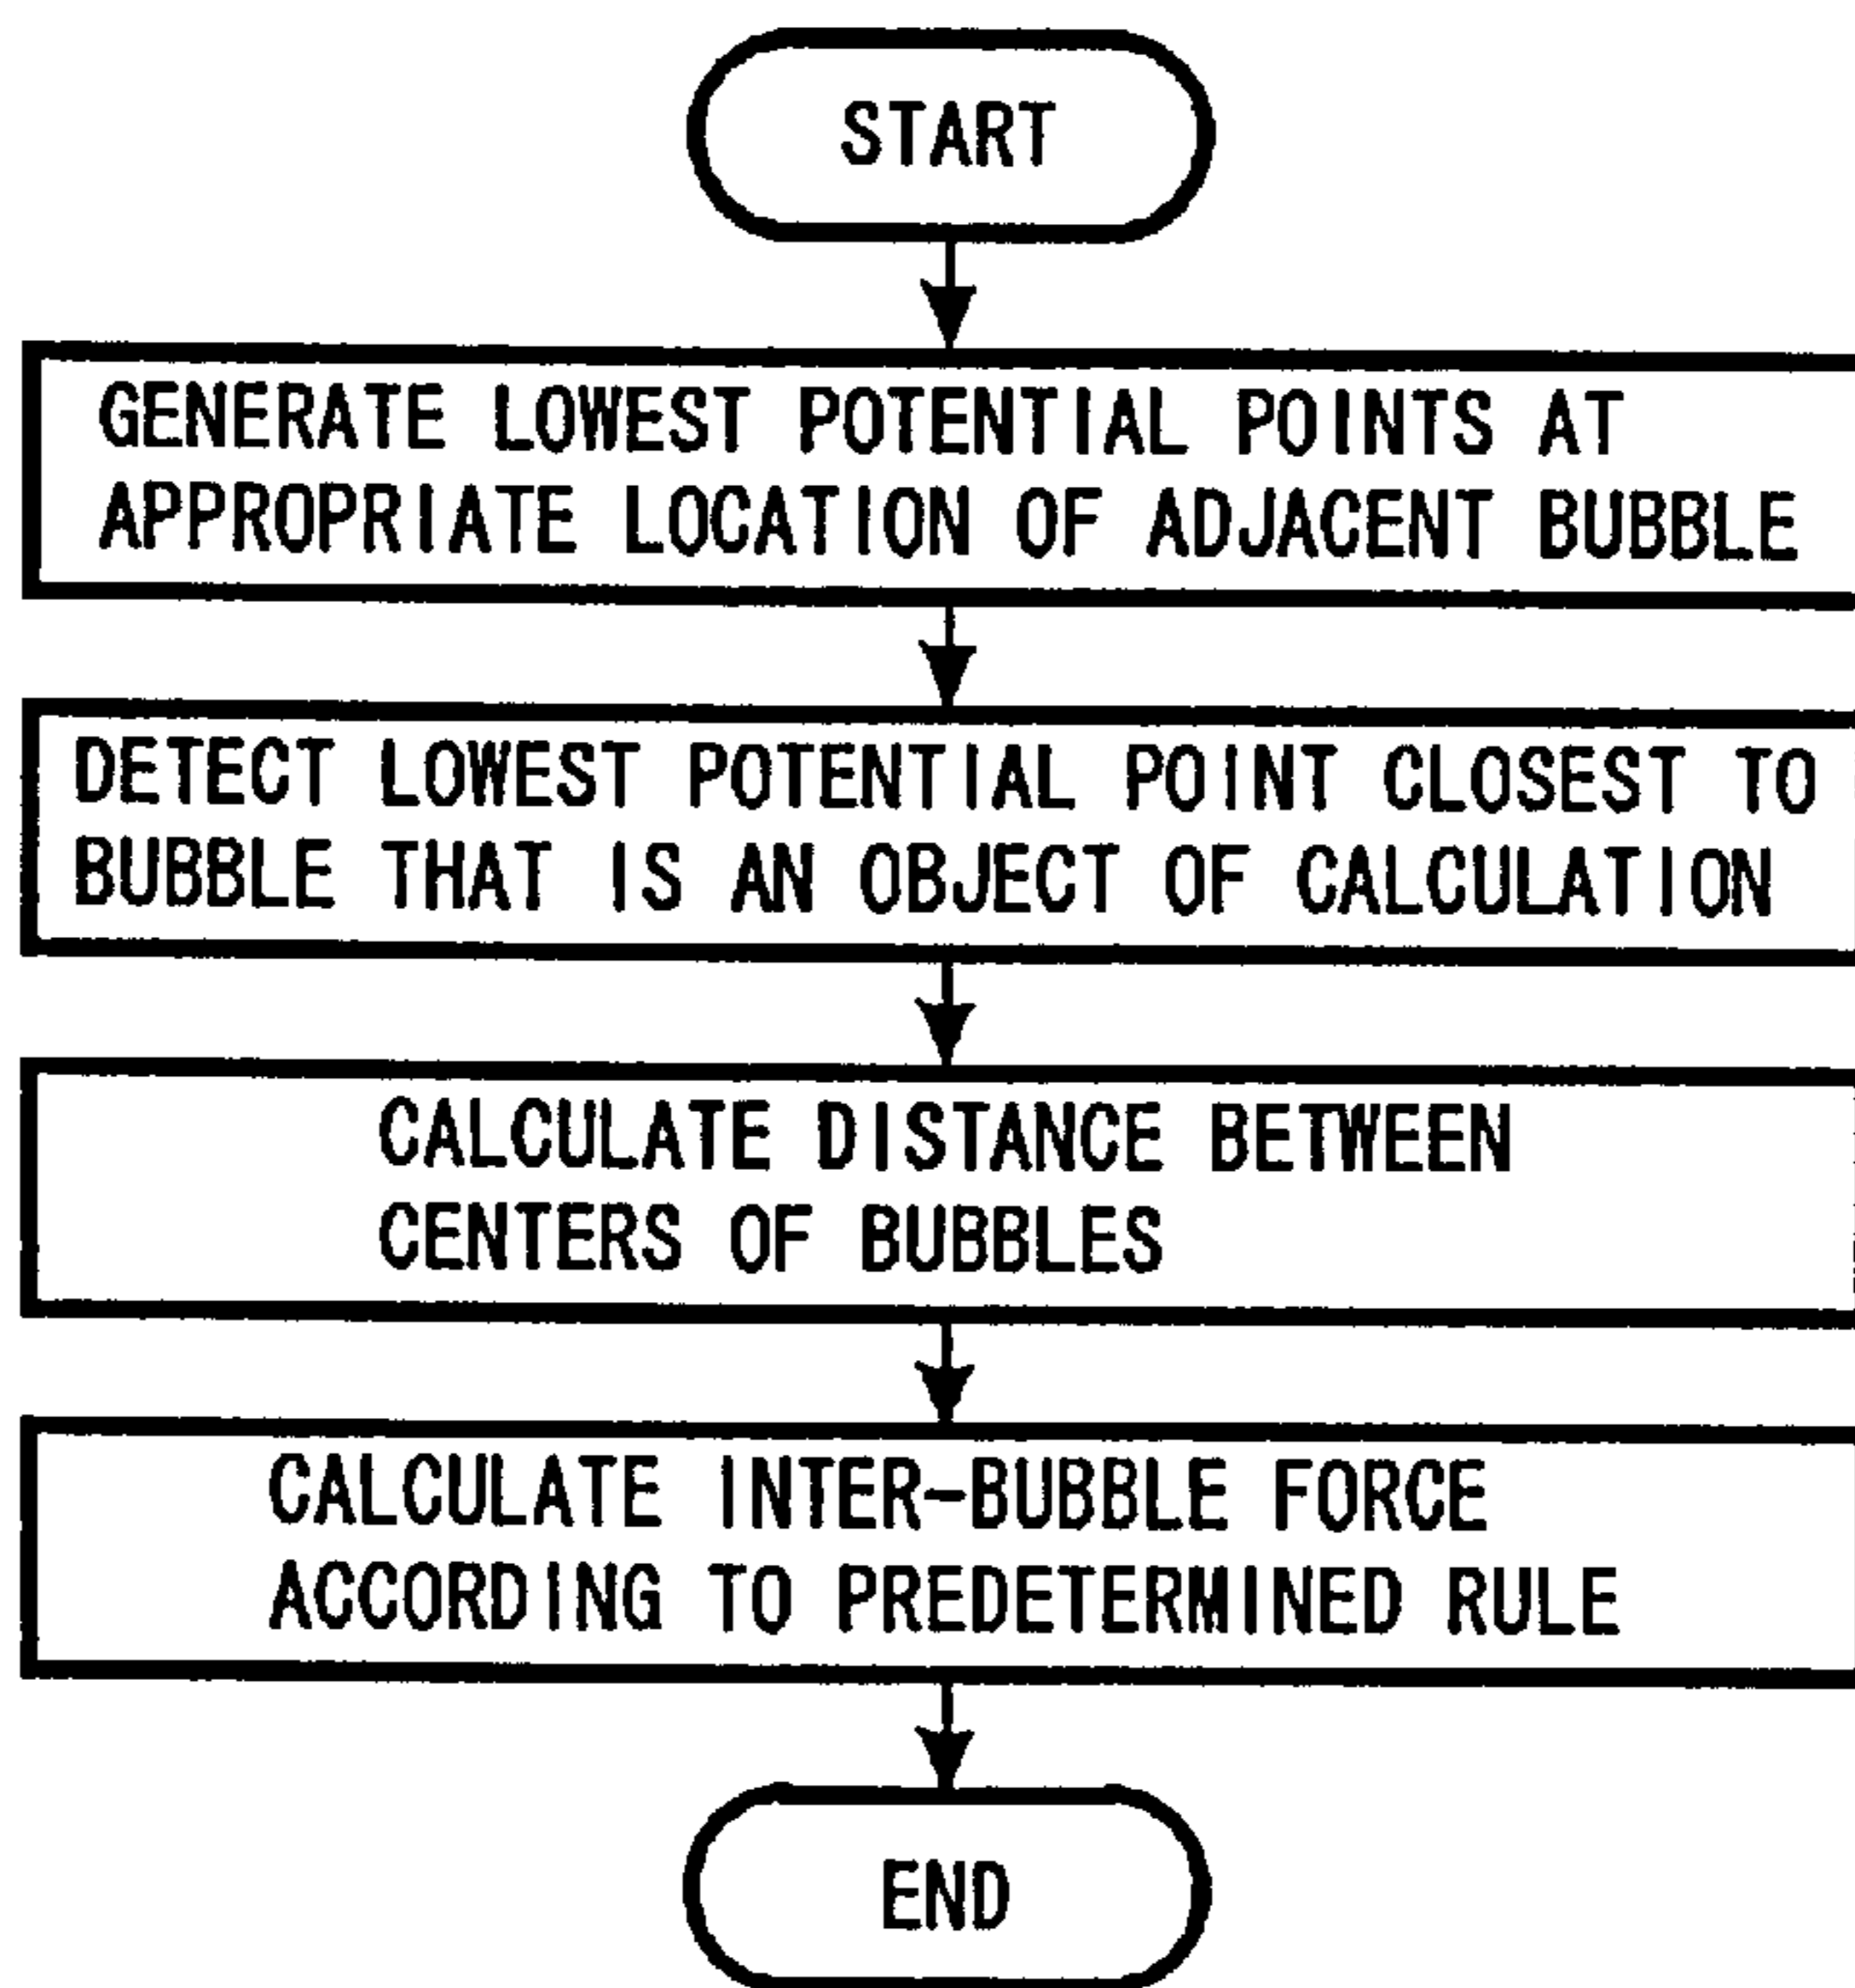 START
GENERATE LOWEST POTENTIAL POINTS AT
APPROPRIATE LOCATION OF ADJACENT BUBBLE
DETECT LOWEST POTENTIAL POINT CLOSEST TO
BUBBLE THAT IS AN OBJECT OF CALCULATION
CALCULATE DISTANCE BETWEEN
CENTERS OF BUBBLES
CALCULATE INTER-BUBBLE FORCE
ACCORDING TO PREDETERMINED RULE
END